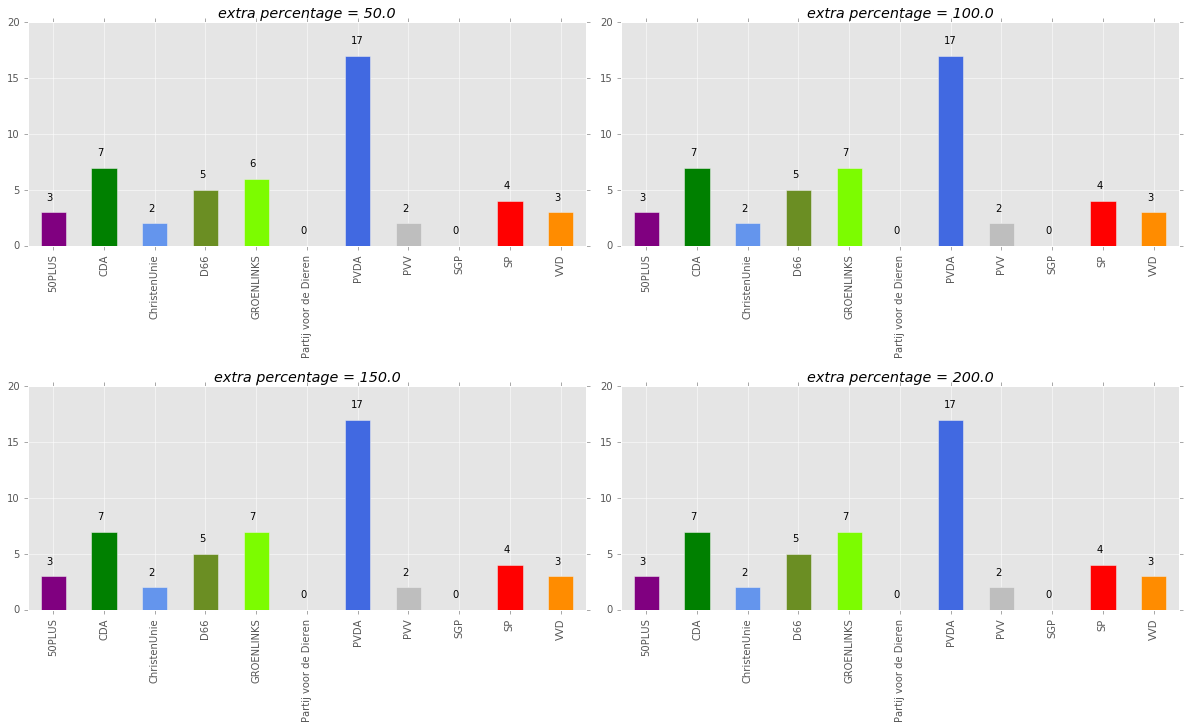 extra percentage = 50.0
20
15
10
5
0
3
7
2
5
6
0
17
2
0
4
3
50PLUS
CDA
ChristenUnie
D66
GROENLINKS
Partij voor de Dieren
PVDA
PVV
SGP
SP
VVD
extra percentage = 100.0
20
15
10
5
0
3
7
2
5
7
0
17
2
0
4
3
50PLUS
CDA
ChristenUnie
D66
GROENLINKS
Partij voor de Dieren
PVDA
PVV
SGP
SP
VVD
extra percentage = 150.0
20
15
10
5
0
3
7
2
5
7
0
17
2
0
4
3
50PLUS
CDA
ChristenUnie
D66
GROENLINKS
Partij voor de Dieren
PVDA
PVV
SGP
SP
VVD
extra percentage = 200.0
20
15
10
5
0
3
7
2
5
7
0
17
2
0
4
3
50PLUS
CDA
ChristenUnie
D66
GROENLINKS
Partij voor de Dieren
PVDA
PVV
SGP
SP
VVD